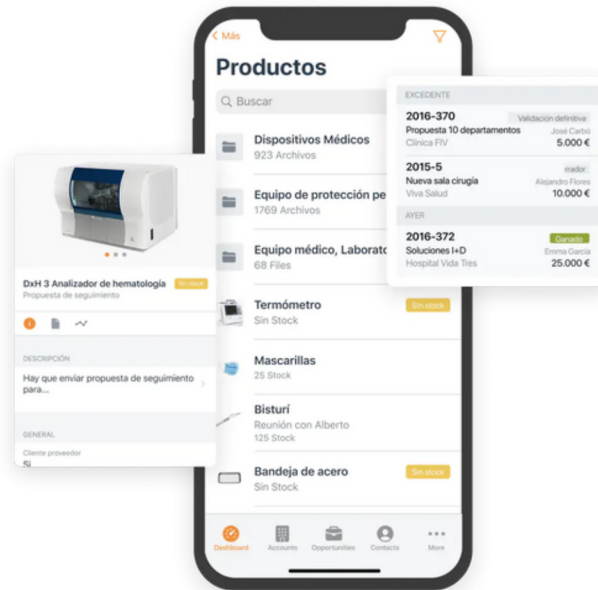 Más
Productos
Buscar
Dispositivos Médicos
923 Archivos
Equipo de protección pe
1769 Archivos
Equipo médico, Laborato
68 Files
Termómetro
Sin stock
Sin Stock
Mascarillas
25 Stock
Bisturí
Reunión con Alberto
125 Stock
Bandeja de acero
Sin stock
Sin Stock
Dashboard
Accounts
Opportunities
Contacts
More
DxH 3 Analizador de hematología
Sin stock
Propuesta de seguimiento
DESCRIPCIÓN
Hay que enviar propuesta de seguimiento
para...
GENERAL
Cliente proveedor
Si
EXCEDENTE
2016-370
Validación definitiva
Propuesta 10 departamentos
José Carbó
Clínica FIV
5.000 €
2015-5
Nueva sala cirugía
Alejandro Flores
Viva Salud
10.000 €
AYER
2016-372
Ganado
Soluciones I+D
Emma García
Hospital Vida Tres
25.000 €